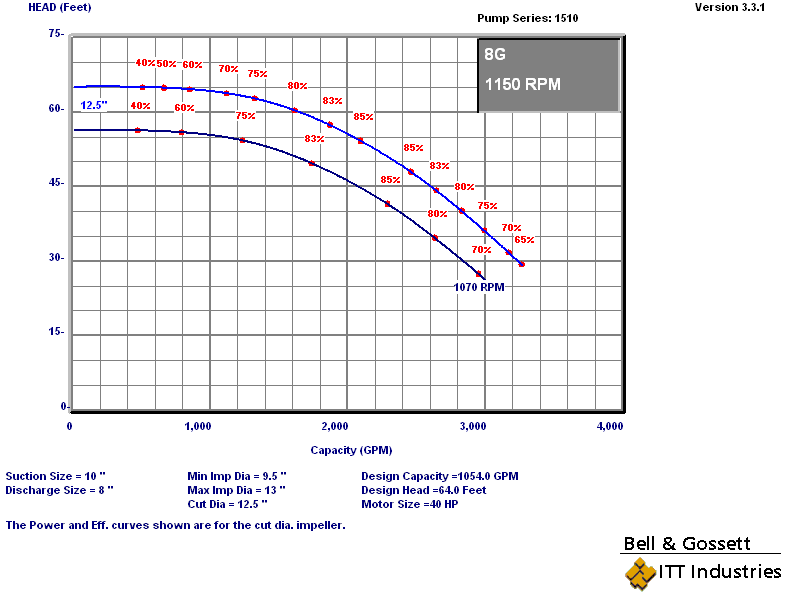 HEAD (Feet)
Version 3.3.1
Pump Series: 1510
75-
8G
1150 RPM
40% 50% 60% 70% 75%
80%
83%
85%
60-
12.5"
40% 60%
75%
83%
85%
83%
85%
80%
75%
80%
70%
65%
70%
45-
30-
1070 RPM
15-
0-
0 1,000 2,000 3,000 4,000
Capacity (GPM)
Suction Size = 10 " Min Imp Dia = 9.5 " Design Capacity =1054.0 GPM
Discharge Size = 8 " Max Imp Dia = 13 " Design Head =64.0 Feet
Cut Dia = 12.5 " Motor Size =40 HP
The Power and Eff. curves shown are for the cut dia. impeller.
Bell & Gossett
ITT Industries